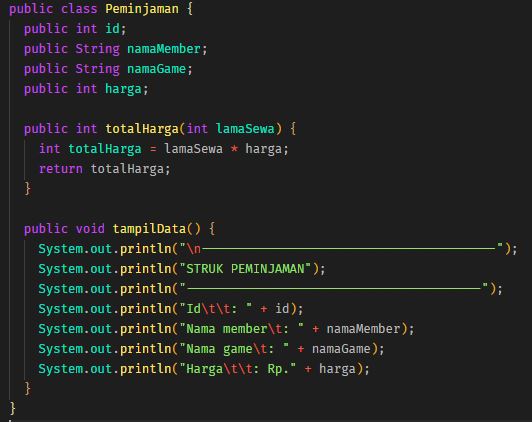 public class Peminjaman {
public int id;
public String namaMember;
public String namaGame;
public int harga;
public int totalHarga(int lamaSewa) {
int totalHarga = lamaSewa * harga;
return totalHarga;
}
public void tampilData() {
System.out.println("\n----------------------------------------");
System.out.println("STRUK PEMINJAMAN");
System.out.println("----------------------------------------");
System.out.println("Id\t\t: " + id);
System.out.println("Nama member\t: " + namaMember);
System.out.println("Nama game\t: " + namaGame);
System.out.println("Harga\t\t: Rp." + harga);
}
}